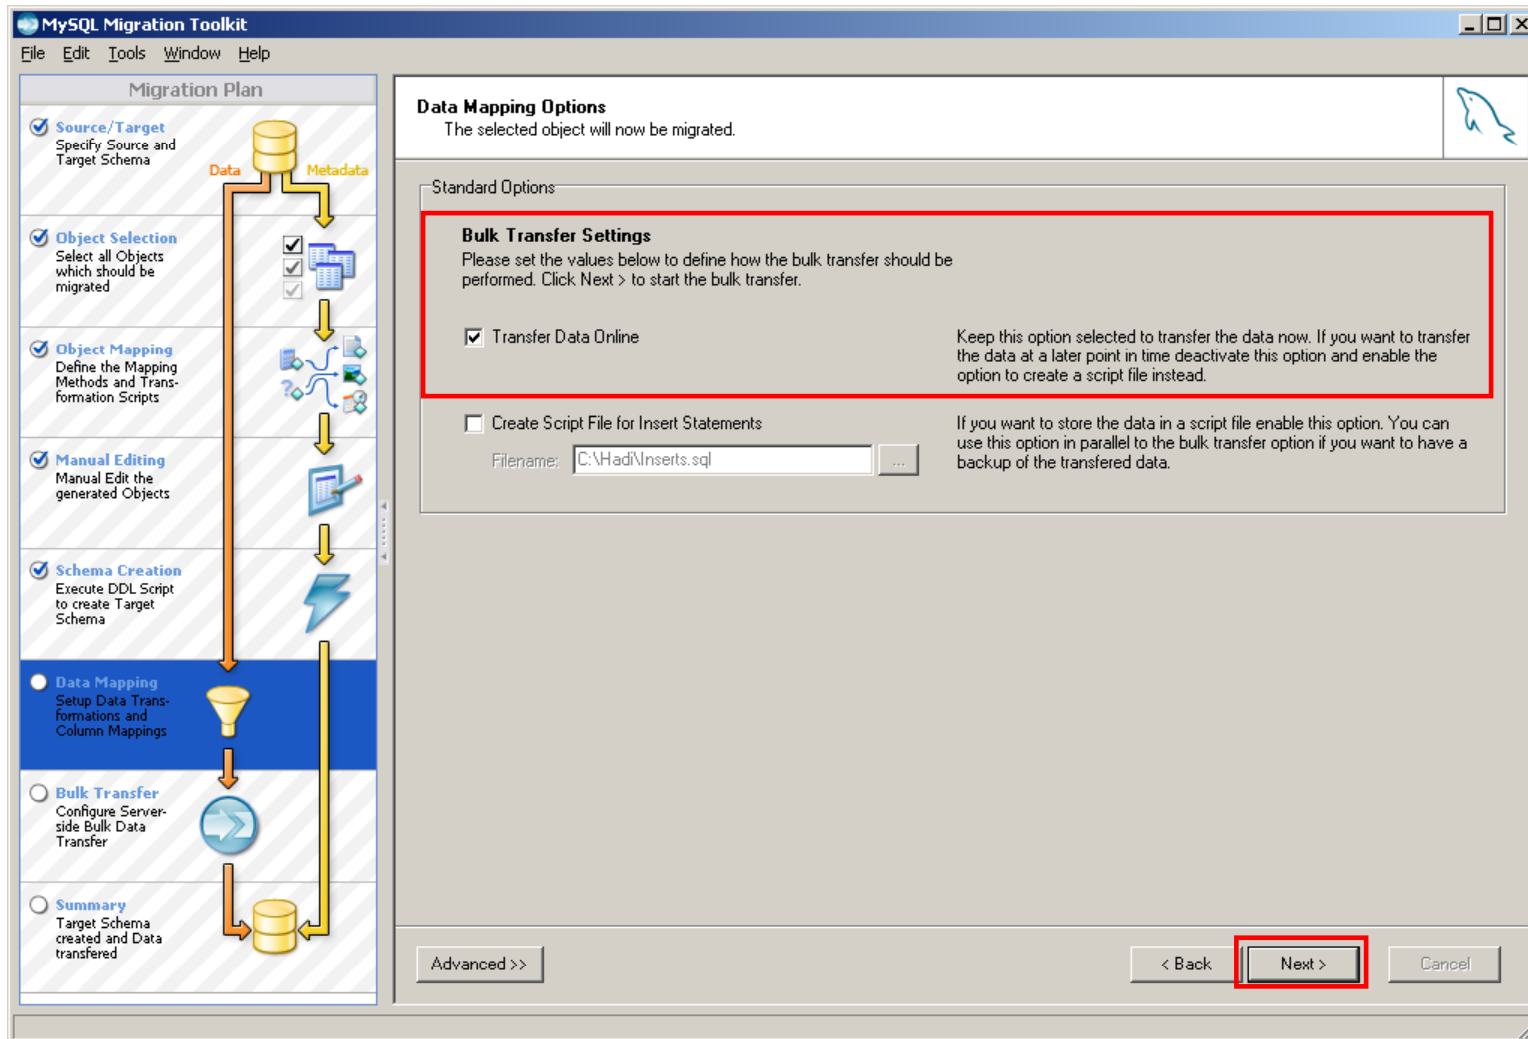 MySQL Migration Toolkit
File Edit Tools Window Help
Migration Plan
Source/Target
Specify Source and
Target Schema
Data
Metadata
Object Selection
Select all Objects
which should be
migrated
Object Mapping
Define the Mapping
Methods and Trans-
formation Scripts
Manual Editing
Manual Edit the
generated Objects
Schema Creation
Execute DDL Script
to create Target
Schema
Data Mapping
Setup Data Trans-
formations and
Column Mappings
Bulk Transfer
Configure Server-
side Bulk Data
Transfer
Summary
Target Schema
created and Data
transfered
Data Mapping Options
The selected object will now be migrated.
Standard Options
Bulk Transfer Settings
Please set the values below to define how the bulk transfer should be
performed. Click Next > to start the bulk transfer.
Transfer Data Online
Keep this option selected to transfer the data now. If you want to transfer
the data at a later point in time deactivate this option and enable the
option to create a script file instead.
Create Script File for Insert Statements
Filename: C:\Hadi\Inserts.sql ...
If you want to store the data in a script file enable this option. You can
use this option in parallel to the bulk transfer option if you want to have a
backup of the transfered data.
Advanced >> < Back Next > Cancel